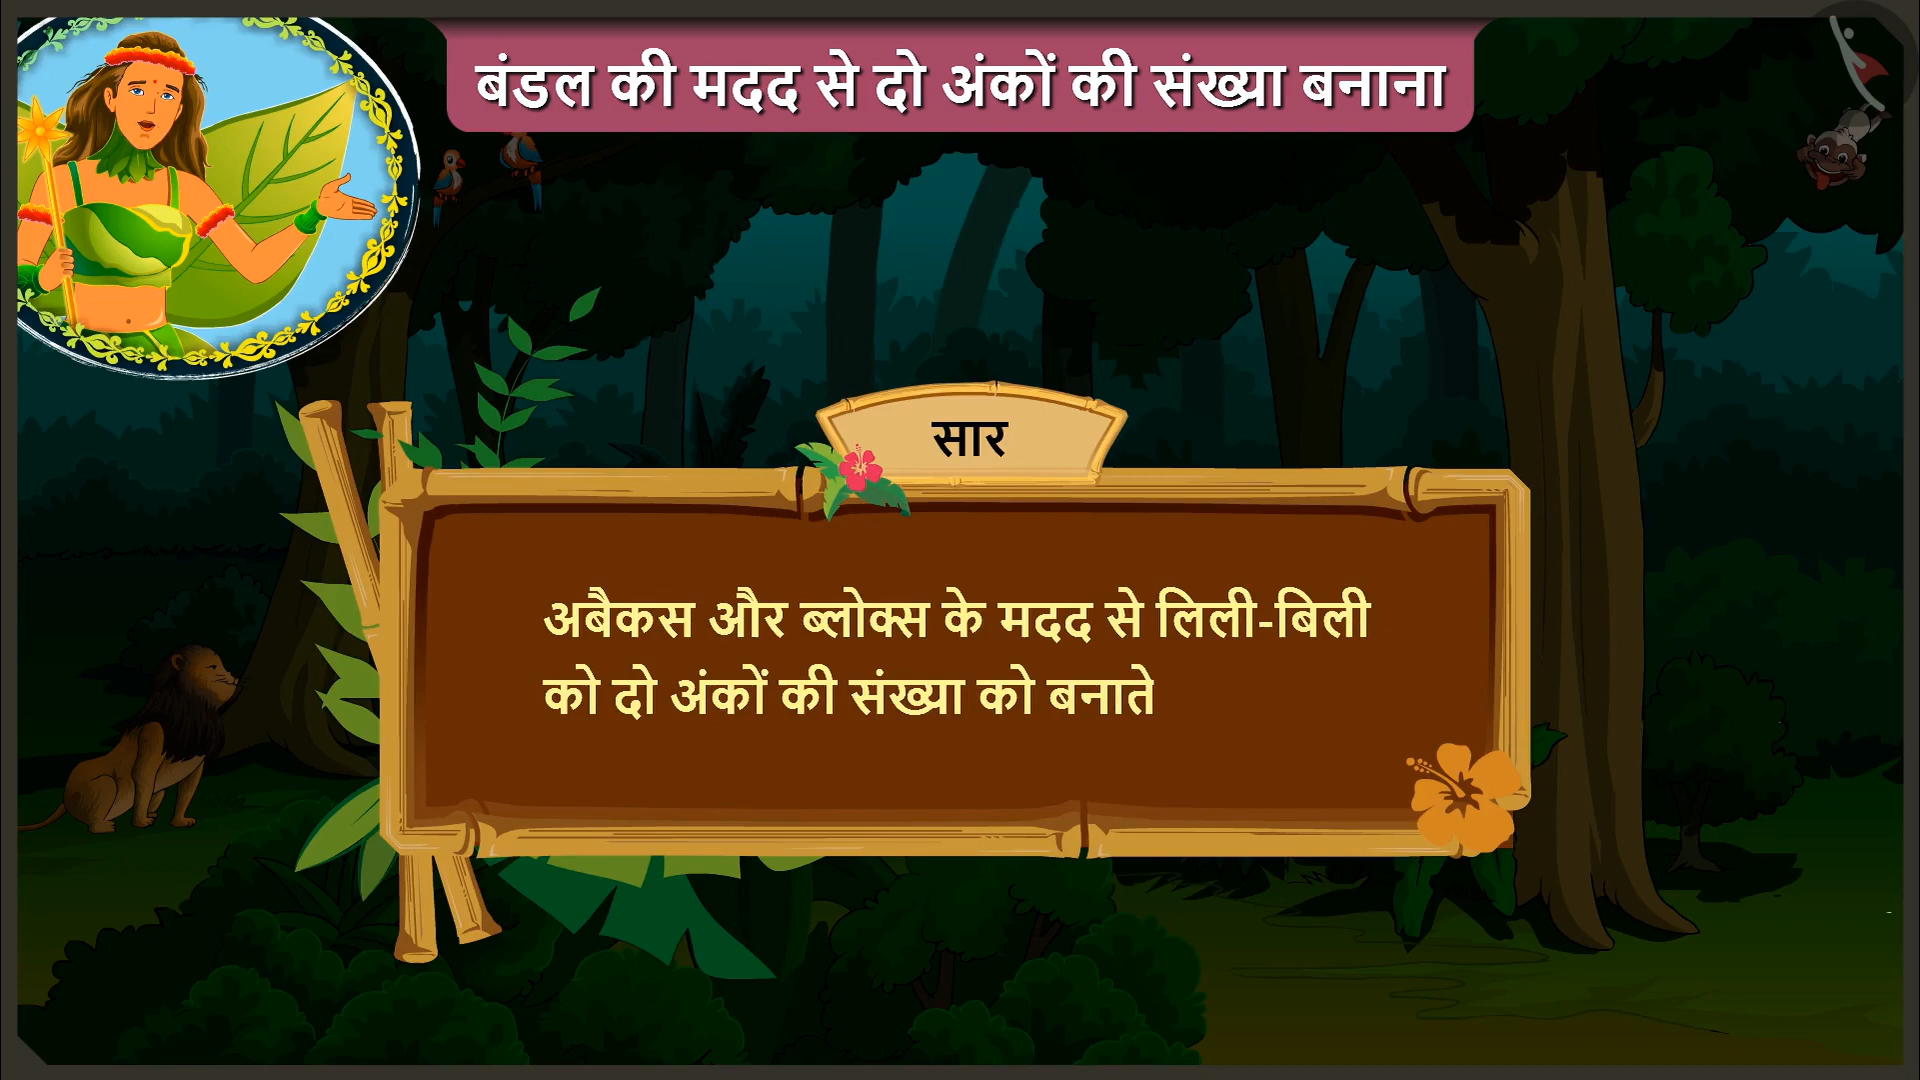 बंडल की मदद से दो अंकों की संख्या बनाना
सार
अबैकस और ब्लोक्स के मदद से लिली-बिली
को दो अंकों की संख्या को बनाते